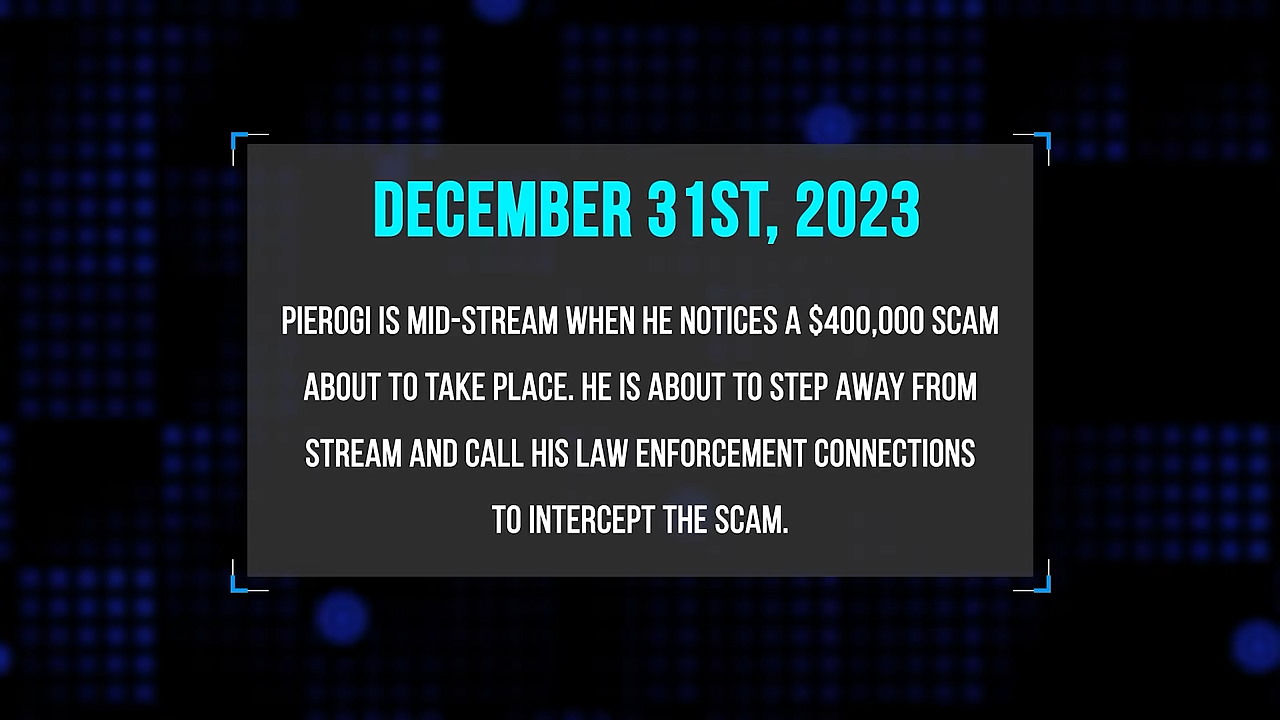 DECEMBER 31ST, 2023
PIEROGI IS MID-STREAM WHEN HE NOTICES A $400,000 SCAM
ABOUT TO TAKE PLACE. HE IS ABOUT TO STEP AWAY FROM
STREAM AND CALL HIS LAW ENFORCEMENT CONNECTIONS
TO INTERCEPT THE SCAM.